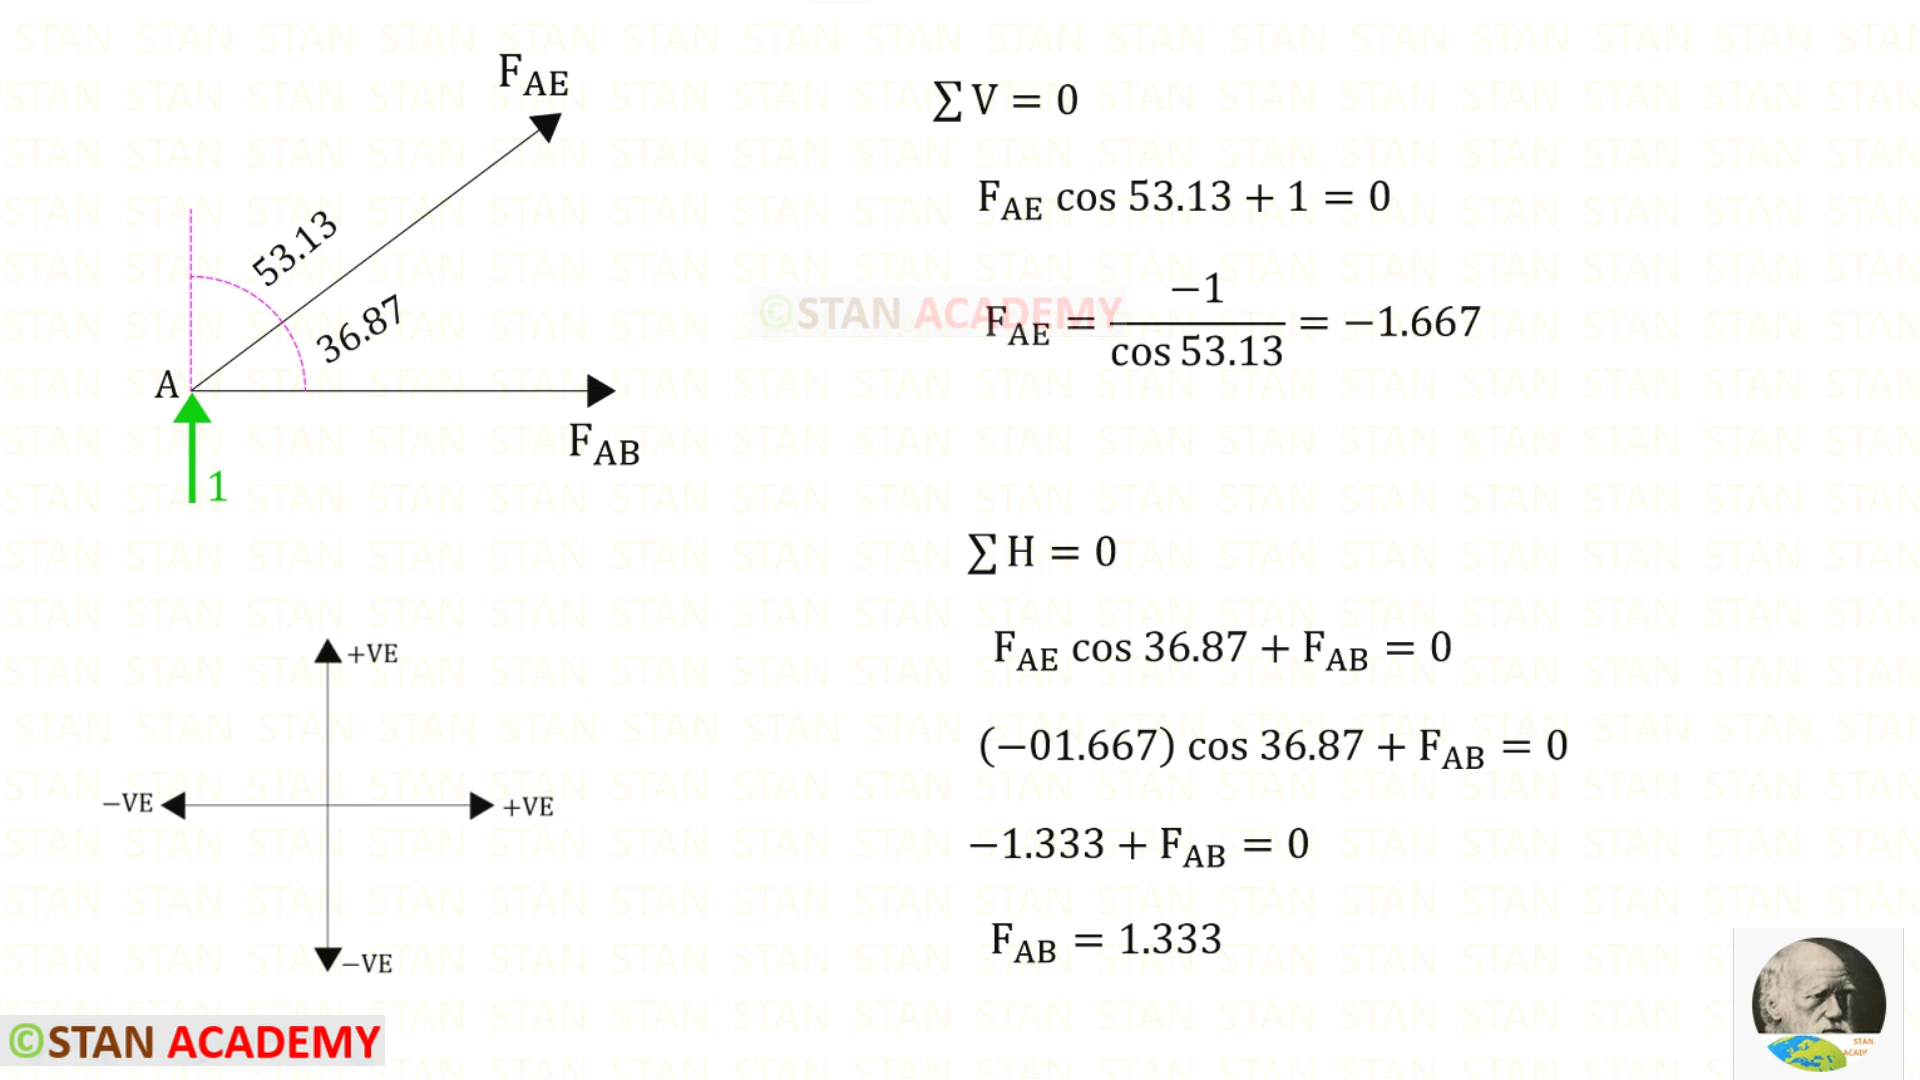 F_AE
53.13
36.87
A
F_AB
1
+VE
−VE
+VE
−VE
∑ V = 0
F_AE cos 53.13 + 1 = 0
F_AE = −1 / cos 53.13 = −1.667
∑ H = 0
F_AE cos 36.87 + F_AB = 0
(−01.667) cos 36.87 + F_AB = 0
−1.333 + F_AB = 0
F_AB = 1.333
©STAN ACADEMY
©STAN ACADEMY
STAN